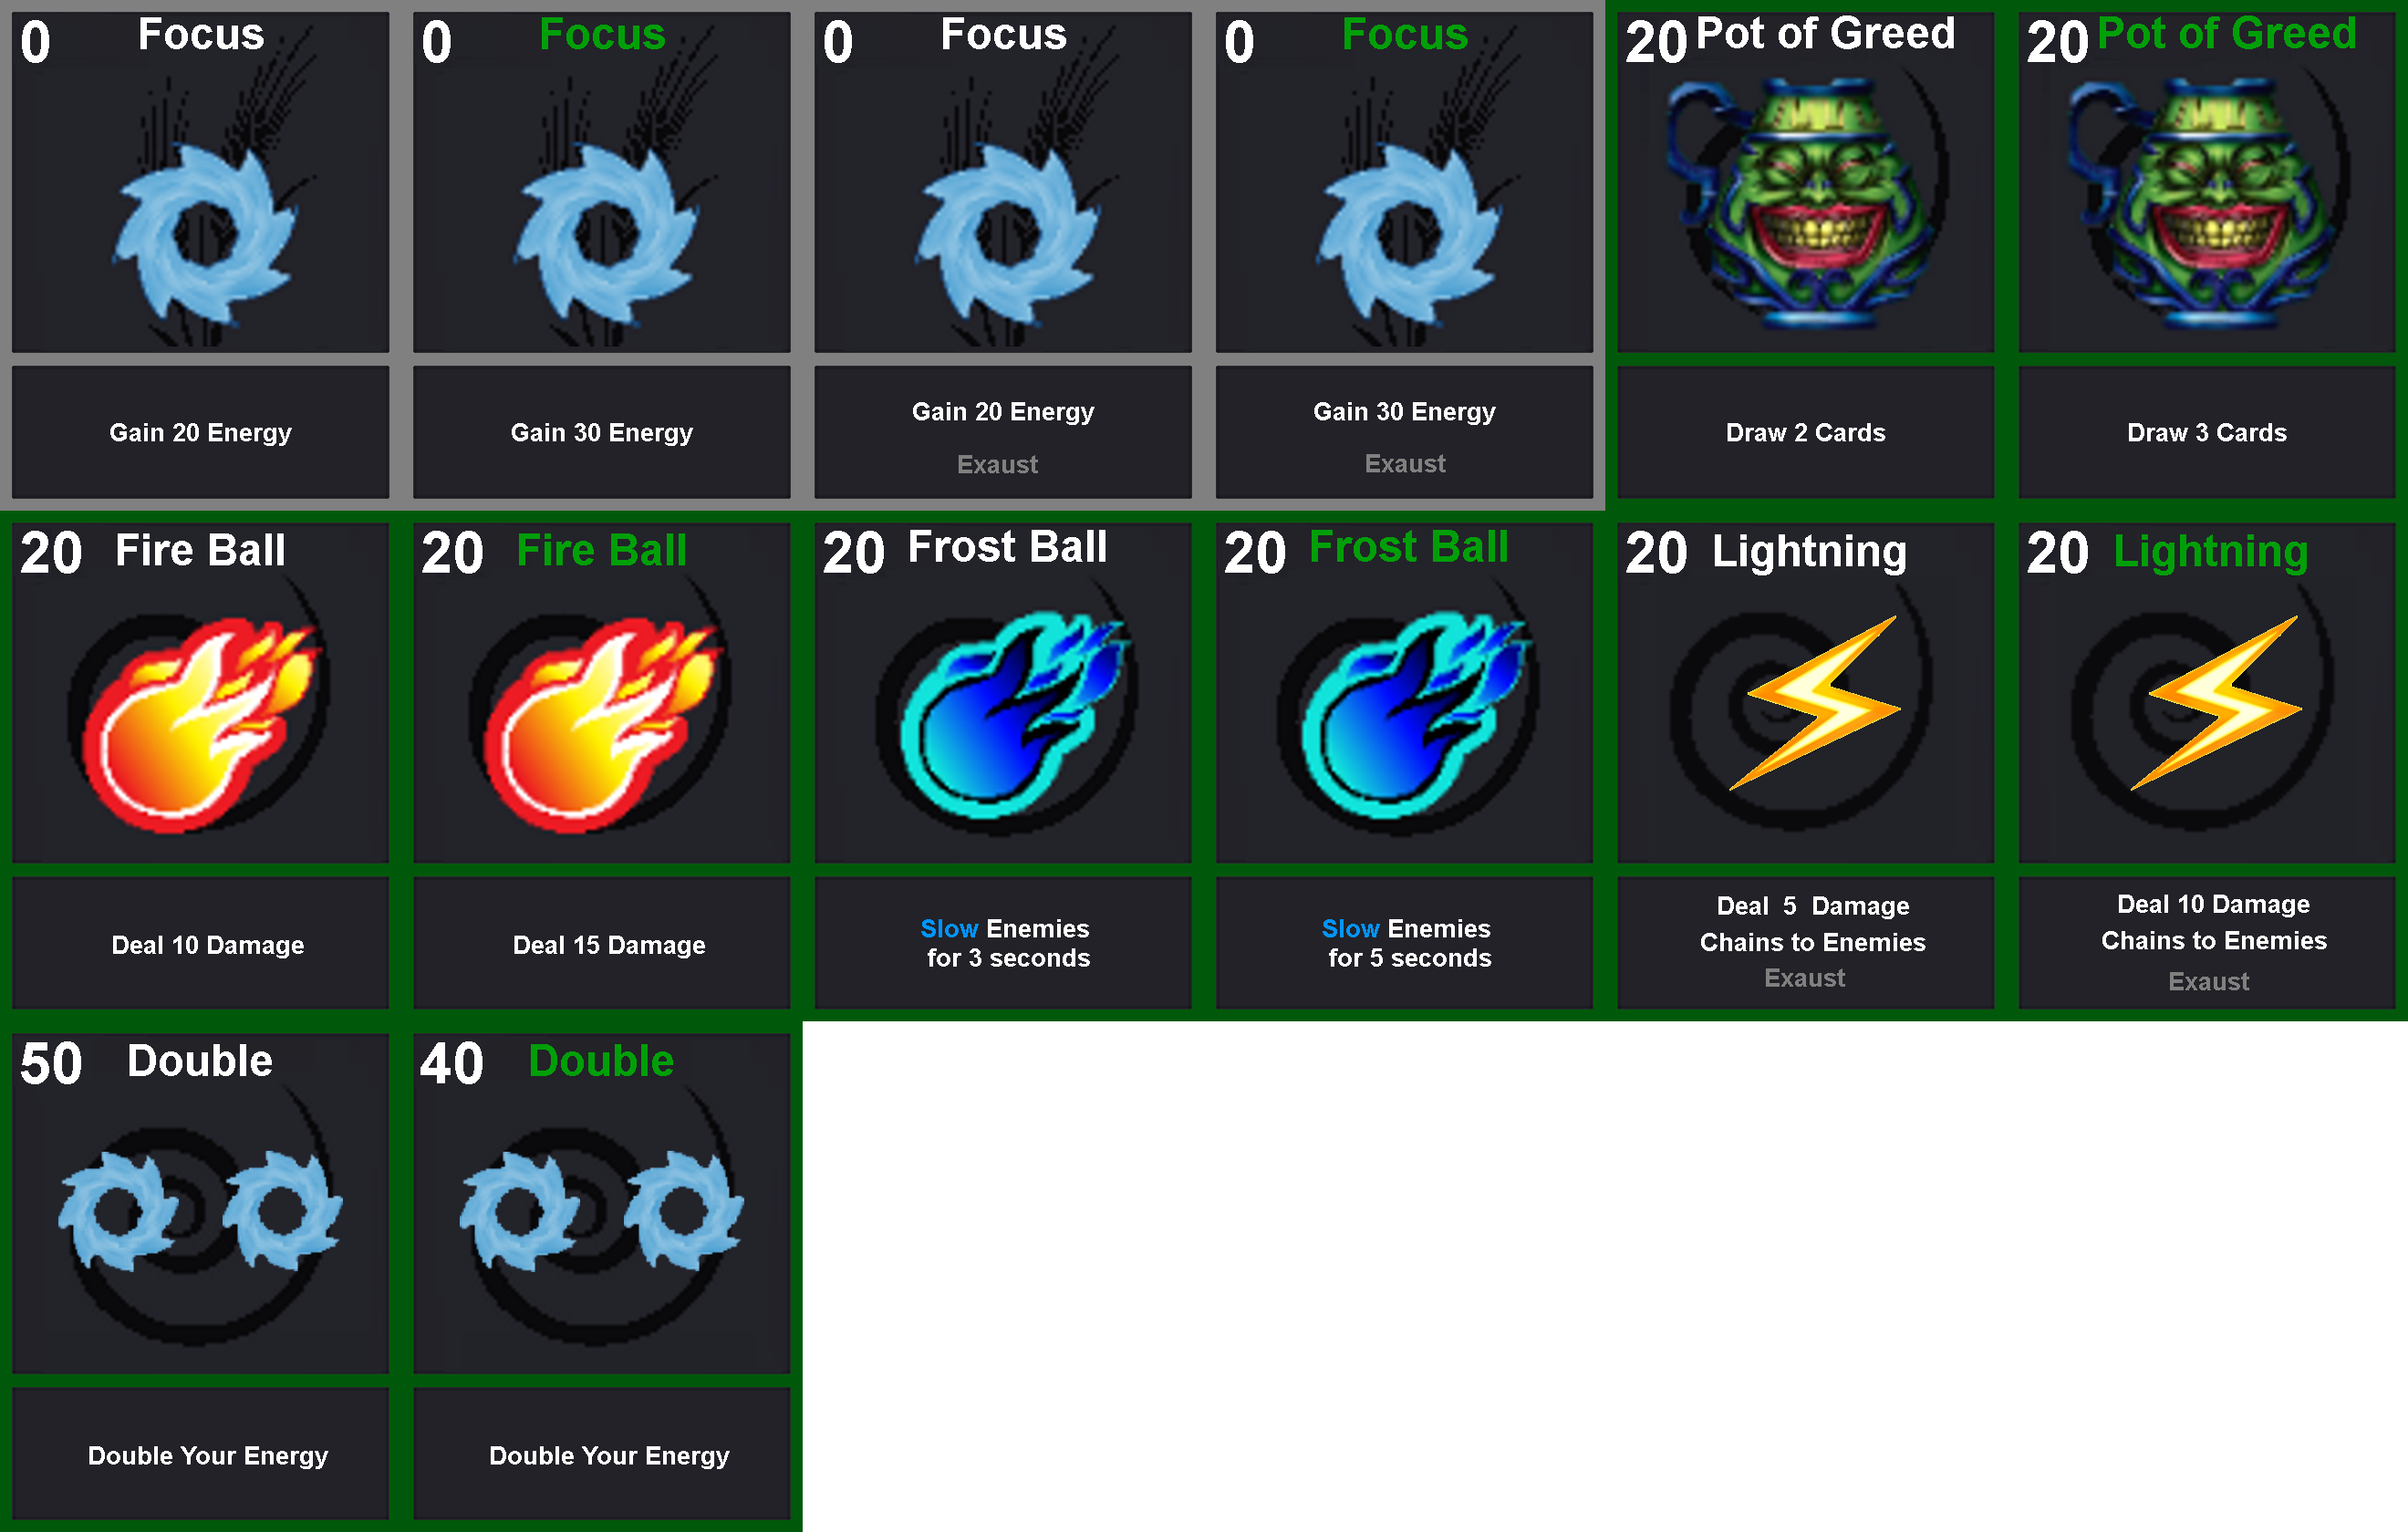 0 Focus
Gain 20 Energy
0 Focus
Gain 30 Energy
0 Focus
Gain 20 Energy
Exaust
0 Focus
Gain 30 Energy
Exaust
20 Pot of Greed
Draw 2 Cards
20 Pot of Greed
Draw 3 Cards
20 Fire Ball
Deal 10 Damage
20 Fire Ball
Deal 15 Damage
20 Frost Ball
Slow Enemies
for 3 seconds
20 Frost Ball
Slow Enemies
for 5 seconds
20 Lightning
Deal 5 Damage
Chains to Enemies
Exaust
20 Lightning
Deal 10 Damage
Chains to Enemies
Exaust
50 Double
Double Your Energy
40 Double
Double Your Energy